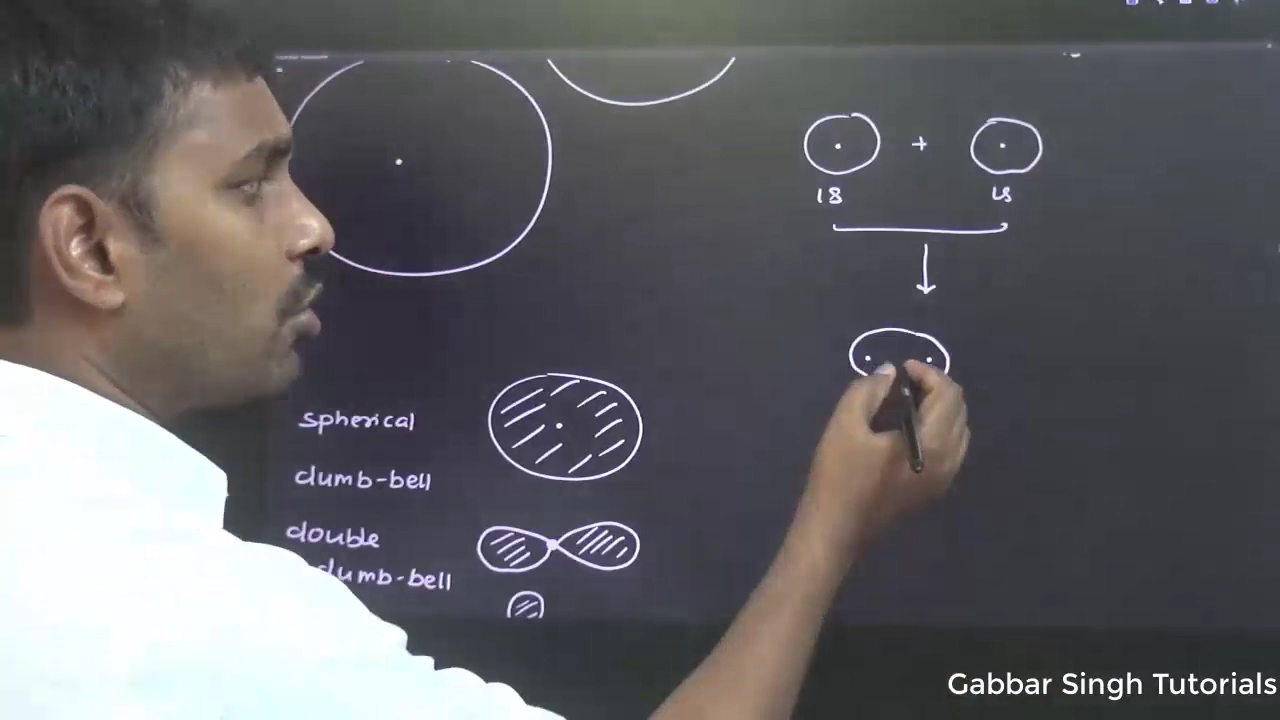 +
1s
1s
spherical
dumb-bell
double
dumb-bell
Gabbar Singh Tutorials